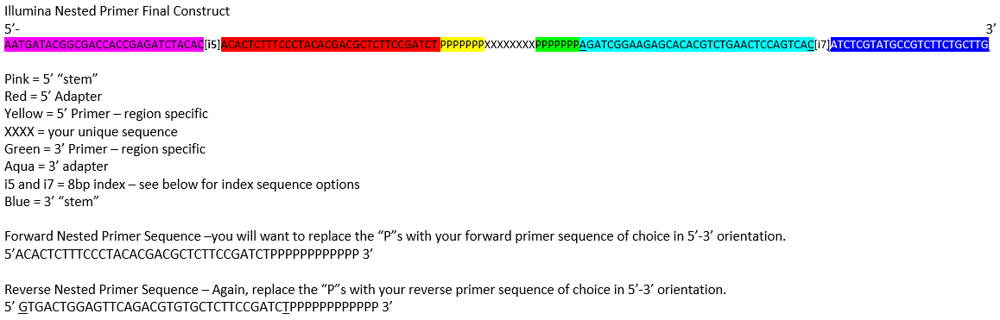 Illumina Nested Primer Final Construct
5’- 3’
AATGATACGGCGACCACCGAGATCTACAC[i5]ACACTCTTTCCCTACACGACGCTCTTCCGATCTPPPPPPPXXXXXXXXPPPPPPPAGATCGGAAGAGCACACGTCTGAACTCCAGTCAC[i7]ATCTCGTATGCCGTCTTCTGCTTG
Pink = 5’ “stem”
Red = 5’ Adapter
Yellow = 5’ Primer – region specific
XXXX = your unique sequence
Green = 3’ Primer – region specific
Aqua = 3’ adapter
i5 and i7 = 8bp index – see below for index sequence options
Blue = 3’ “stem”
Forward Nested Primer Sequence –you will want to replace the “P”s with your forward primer sequence of choice in 5’-3’ orientation.
5’ACACTCTTTCCCTACACGACGCTCTTCCGATCTPPPPPPPPPPPP 3’
Reverse Nested Primer Sequence – Again, replace the “P”s with your reverse primer sequence of choice in 5’-3’ orientation.
5’ GTGACTGGAGTTCAGACGTGTGCTCTTCCGATCTPPPPPPPPPPPP 3’